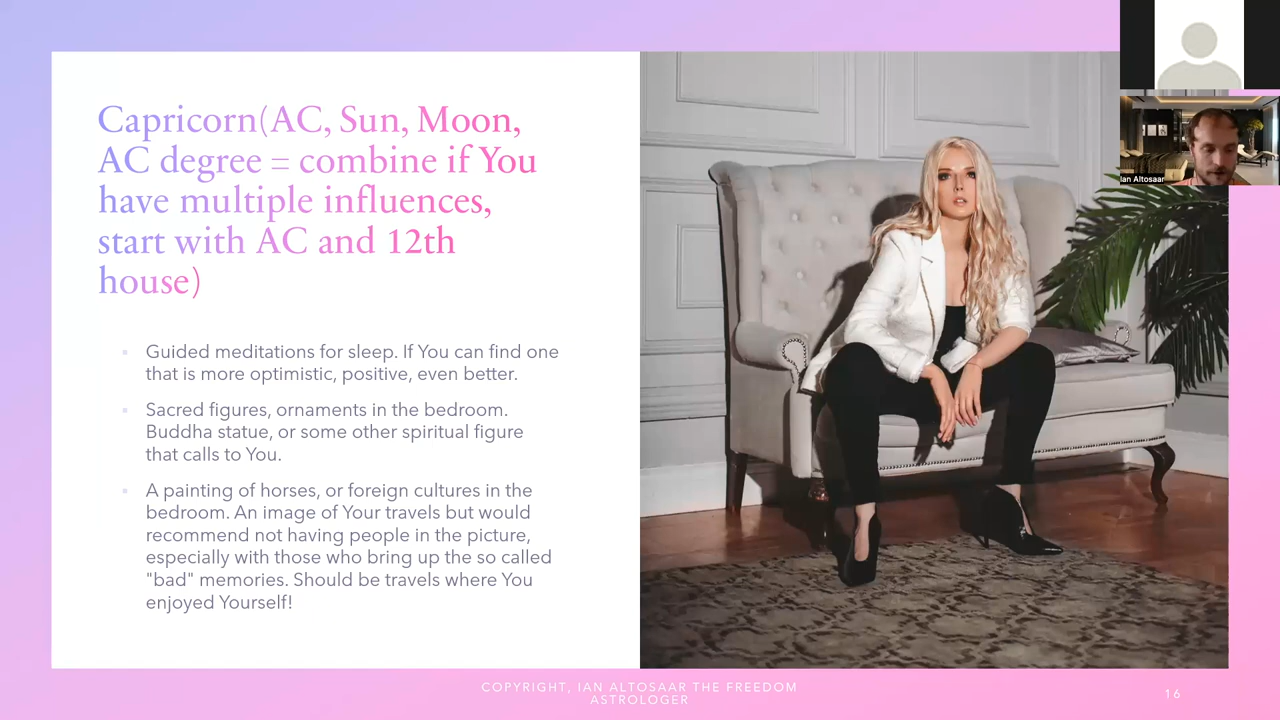 Capricorn(AC, Sun, Moon,
AC degree = combine if You
have multiple influences,
start with AC and 12th
house)
Guided meditations for sleep. If You can find one
that is more optimistic, positive, even better.
Sacred figures, ornaments in the bedroom.
Buddha statue, or some other spiritual figure
that calls to You.
A painting of horses, or foreign cultures in the
bedroom. An image of Your travels but would
recommend not having people in the picture,
especially with those who bring up the so called
"bad" memories. Should be travels where You
enjoyed Yourself!
Ian Altosaar
COPYRIGHT, IAN ALTOSAAR THE FREEDOM
ASTROLOGER
16